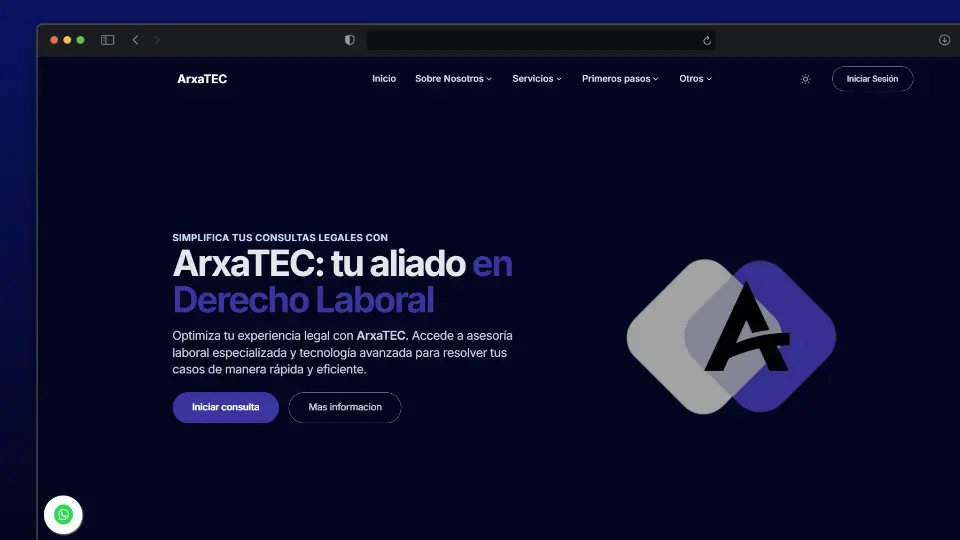 ArxaTEC
Inicio
Sobre Nosotros
Servicios
Primeros pasos
Otros
Iniciar Sesión
SIMPLIFICA TUS CONSULTAS LEGALES CON
ArxaTEC: tu aliado en
Derecho Laboral
Optimiza tu experiencia legal con ArxaTEC. Accede a asesoría
laboral especializada y tecnología avanzada para resolver tus
casos de manera rápida y eficiente.
Iniciar consulta
Mas informacion
A